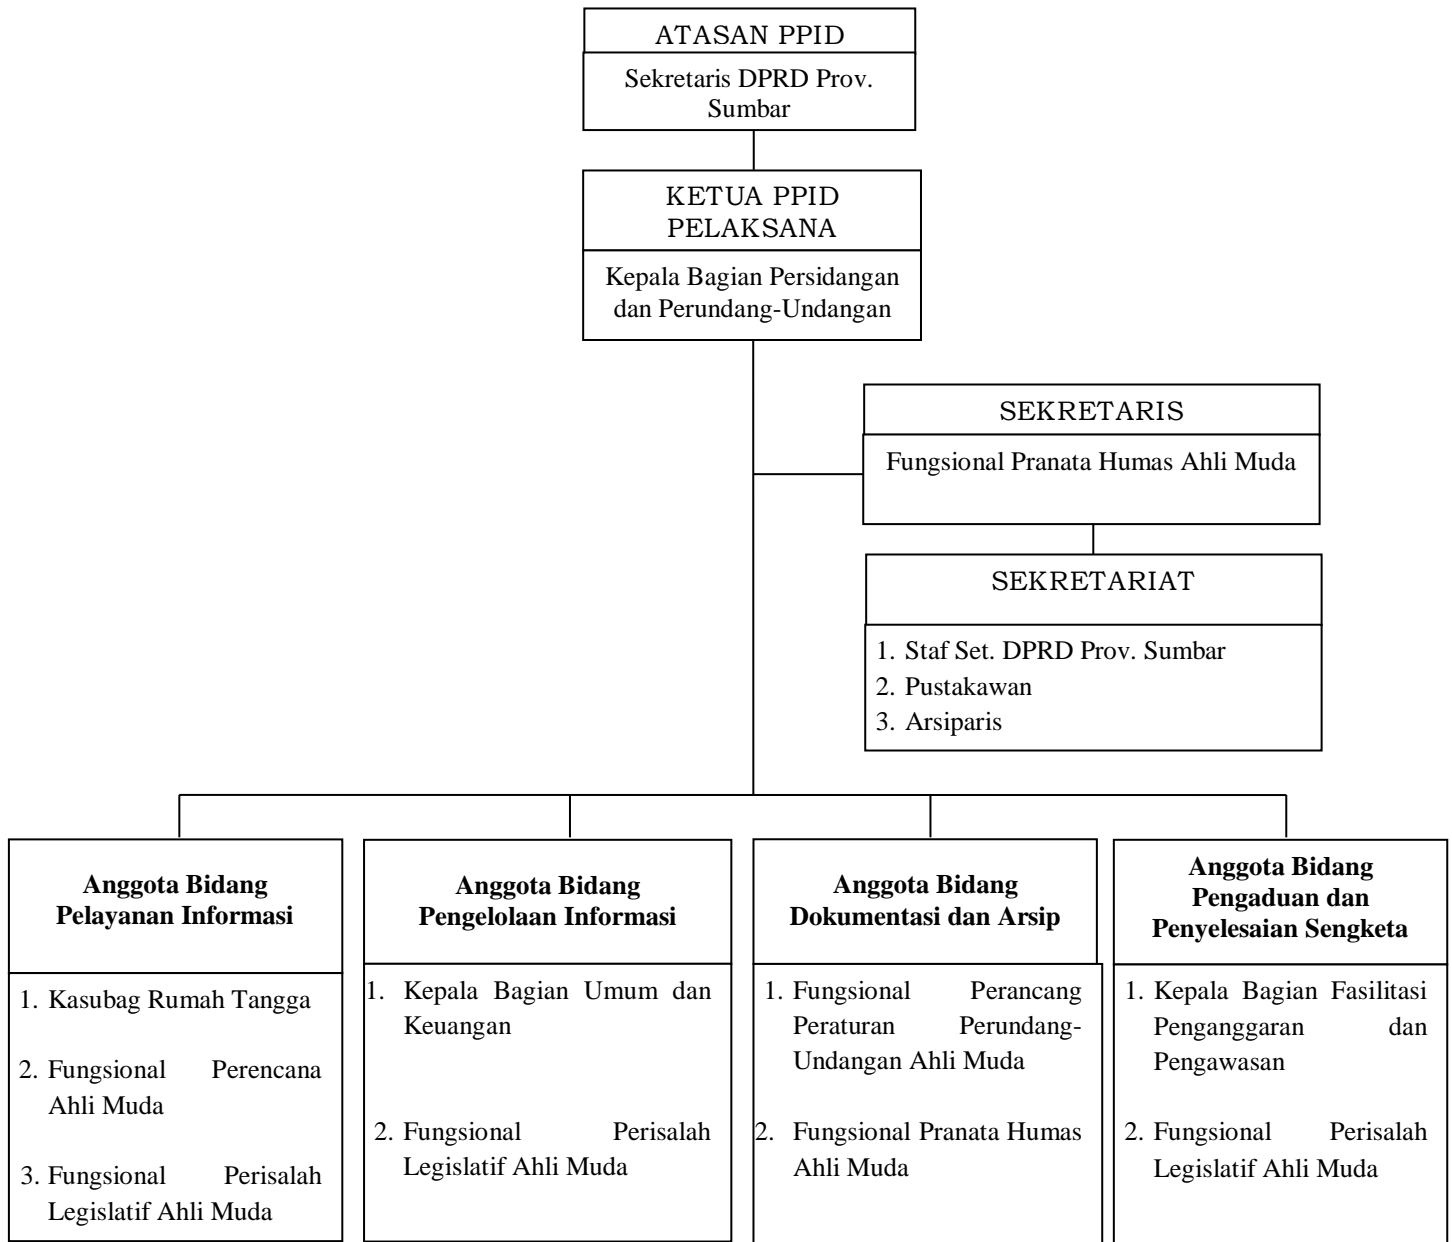 ATASAN PPID
Sekretaris DPRD Prov.
Sumbar
KETUA PPID
PELAKSANA
Kepala Bagian Persidangan
dan Perundang-Undangan
SEKRETARIS
Fungsional Pranata Humas Ahli Muda
SEKRETARIAT
1. Staf Set. DPRD Prov. Sumbar
2. Pustakawan
3. Arsiparis
Anggota Bidang
Pelayanan Informasi
1. Kasubag Rumah Tangga
2. Fungsional Perencana
Ahli Muda
3. Fungsional Perisalah
Legislatif Ahli Muda
Anggota Bidang
Pengelolaan Informasi
1. Kepala Bagian Umum dan
Keuangan
2. Fungsional Perisalah
Legislatif Ahli Muda
Anggota Bidang
Dokumentasi dan Arsip
1. Fungsional Perancang
Peraturan Perundang-
Undangan Ahli Muda
2. Fungsional Pranata Humas
Ahli Muda
Anggota Bidang
Pengaduan dan
Penyelesaian Sengketa
1. Kepala Bagian Fasilitasi
Penganggaran dan
Pengawasan
2. Fungsional Perisalah
Legislatif Ahli Muda